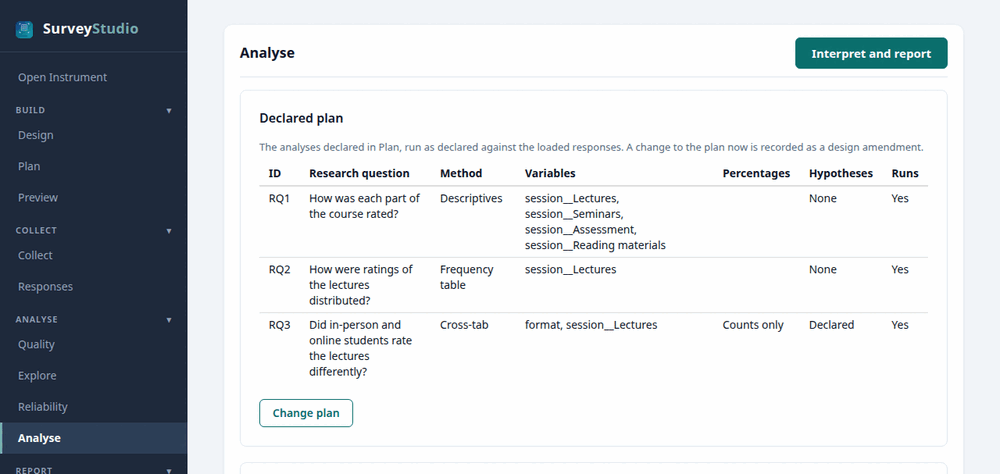 SurveyStudio
Open Instrument
BUILD ▾
Design
Plan
Preview
COLLECT ▾
Collect
Responses
ANALYSE ▾
Quality
Explore
Reliability
Analyse
REPORT ▾
Analyse
Interpret and report
Declared plan
The analyses declared in Plan, run as declared against the loaded responses. A change to the plan now is recorded as a design amendment.
ID Research question Method Variables Percentages Hypotheses Runs
RQ1 How was each part Descriptives session__Lectures, None Yes
of the course rated? session__Seminars,
session__Assessment,
session__Reading materials
RQ2 How were ratings of Frequency session__Lectures None Yes
the lectures table
distributed?
RQ3 Did in-person and Cross-tab format, session__Lectures Counts only Declared Yes
online students rate
the lectures
differently?
Change plan